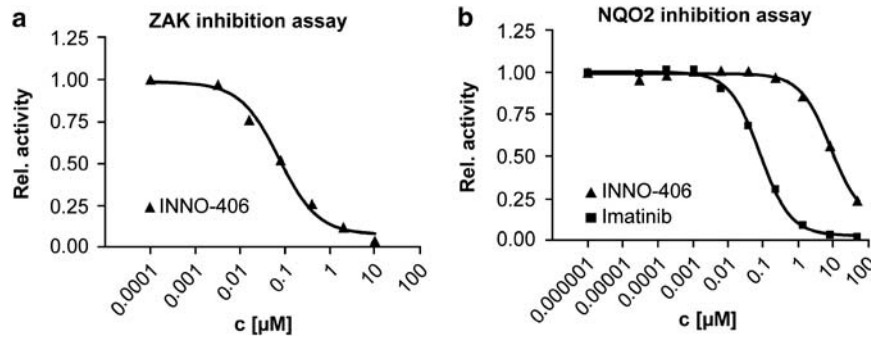 a
ZAK inhibition assay
Rel. activity
1.25
1.00
0.75
0.50
0.25
0.00
INNO-406
0.0001
0.001
0.01
0.1
1
10
100
c [µM]
b
NQO2 inhibition assay
Rel. activity
1.25
1.00
0.75
0.50
0.25
0.00
INNO-406
Imatinib
0.000001
0.00001
0.0001
0.001
0.01
0.1
1
10
100
c [µM]